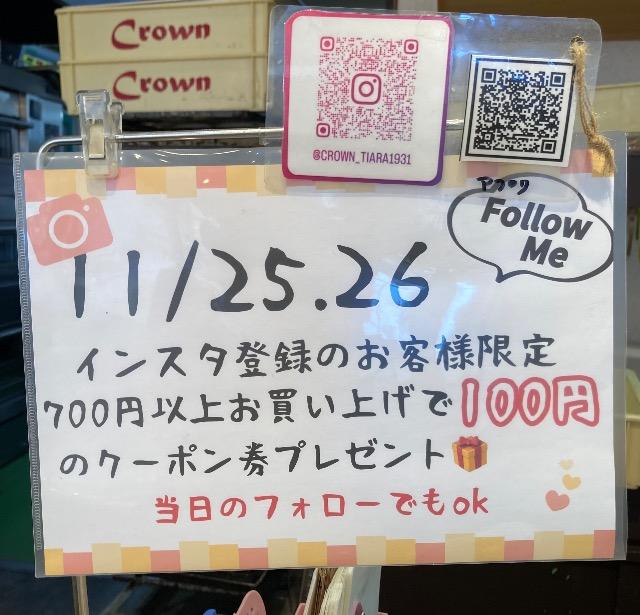 Crown
Crown
@CROWN_TIARA1931
Follow
Me
11/25.26
インスタ登録のお客様限定
700円以上お買い上げで100円
のクーポン券プレゼント
当日のフォローでもok